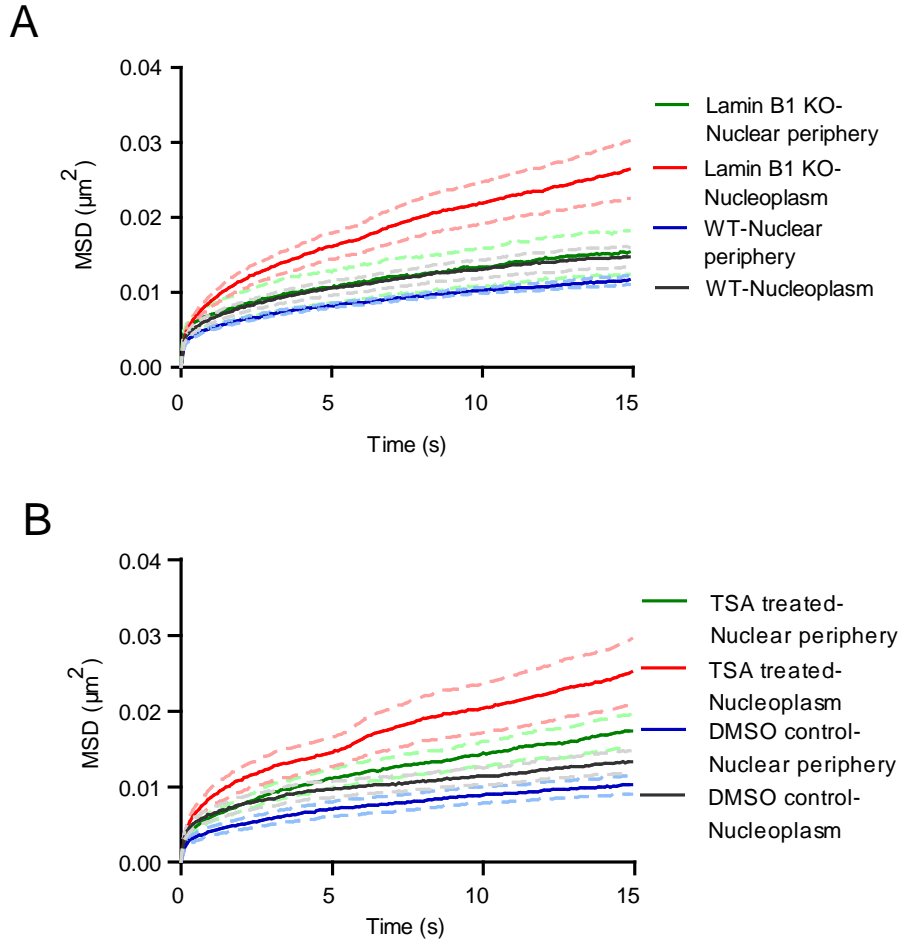 A
0.04
0.03
0.02
0.01
0.00
MSD (µm²)
0
5
10
15
Time (s)
Lamin B1 KO-
Nuclear periphery
Lamin B1 KO-
Nucleoplasm
WT-Nuclear
periphery
WT-Nucleoplasm
B
0.04
0.03
0.02
0.01
0.00
MSD (µm²)
0
5
10
15
Time (s)
TSA treated-
Nuclear periphery
TSA treated-
Nucleoplasm
DMSO control-
Nuclear periphery
DMSO control-
Nucleoplasm